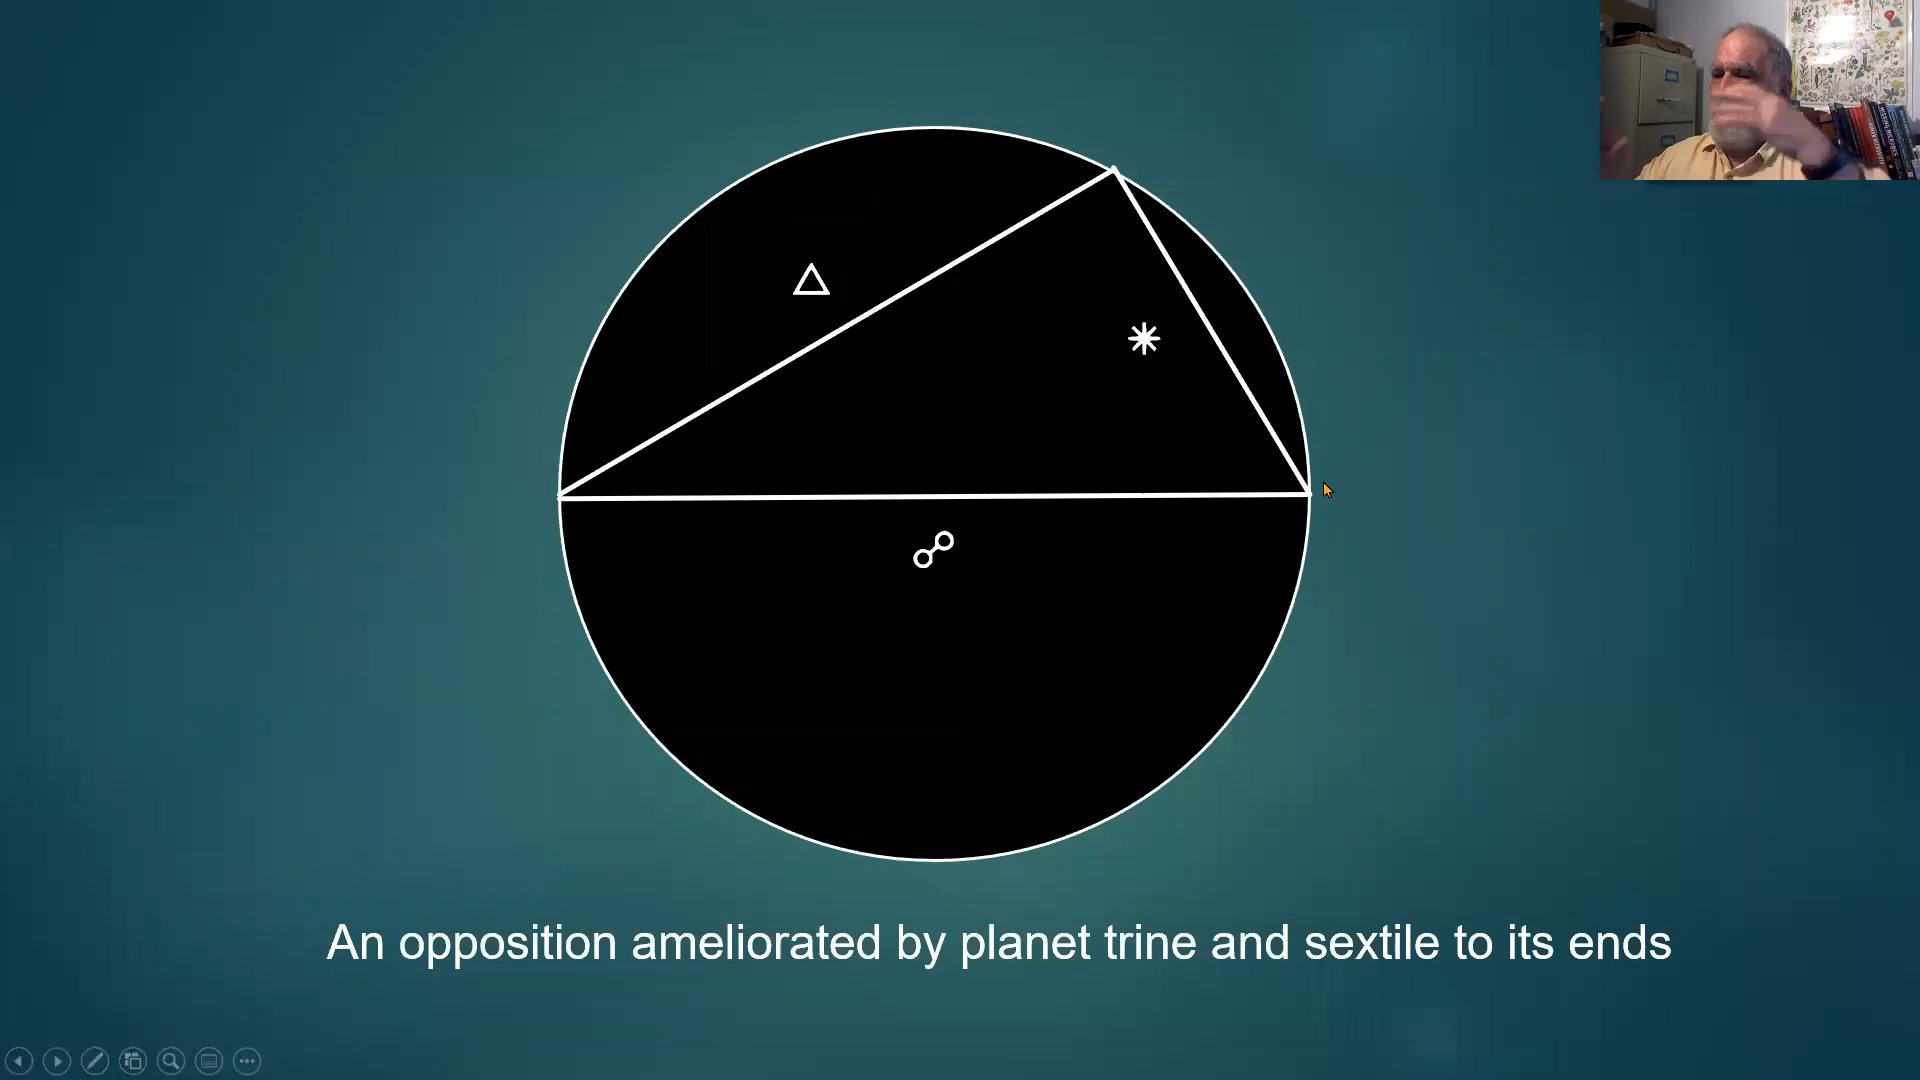 An opposition ameliorated by planet trine and sextile to its ends